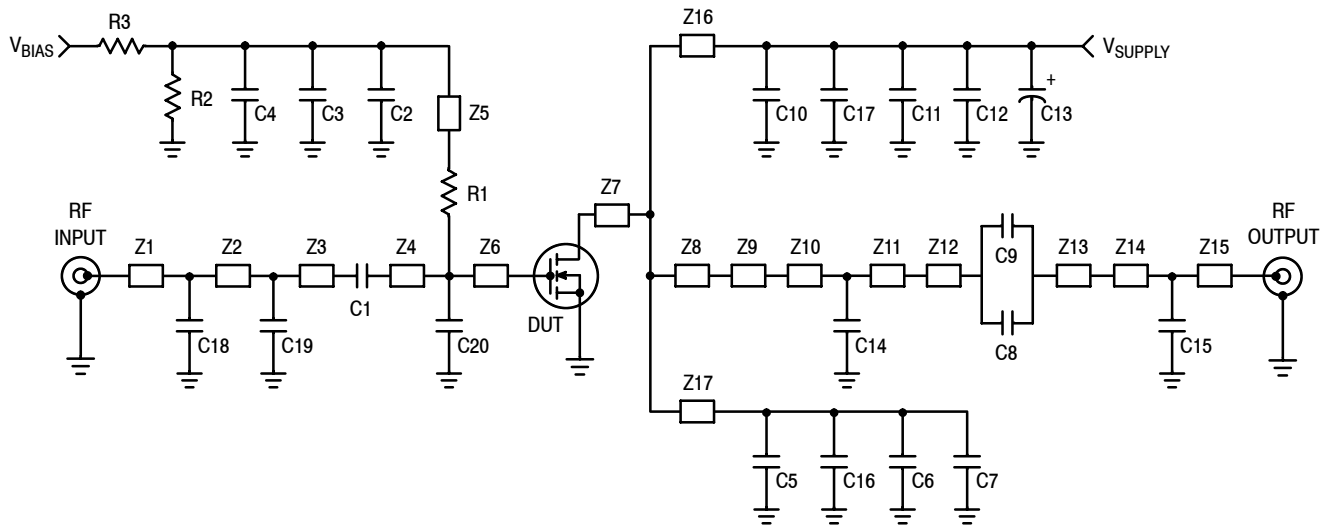 R3
Z16
V_BIAS
V_SUPPLY
R2
C4
C3
C2
Z5
C10
C17
C11
C12
+
C13
R1
Z7
RF
INPUT
Z1
Z2
Z3
Z4
Z6
Z8
Z9
Z10
Z11
Z12
C9
Z13
Z14
Z15
RF
OUTPUT
C1
DUT
C18
C19
C20
C14
C8
C15
Z17
C5
C16
C6
C7